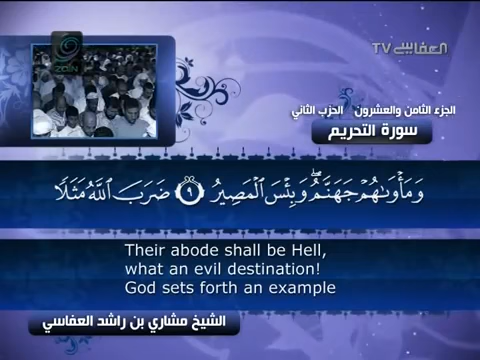 العفاسي TV
الجزء الثامن والعشرون الحزب الثاني
سورة التحريم
وَمَأْوَىٰهُمْ جَهَنَّمُ ۖ وَبِئْسَ ٱلْمَصِيرُ ٩ ضَرَبَ ٱللَّهُ مَثَلًا
Their abode shall be Hell,
what an evil destination!
God sets forth an example
الشيخ مشاري بن راشد العفاسي